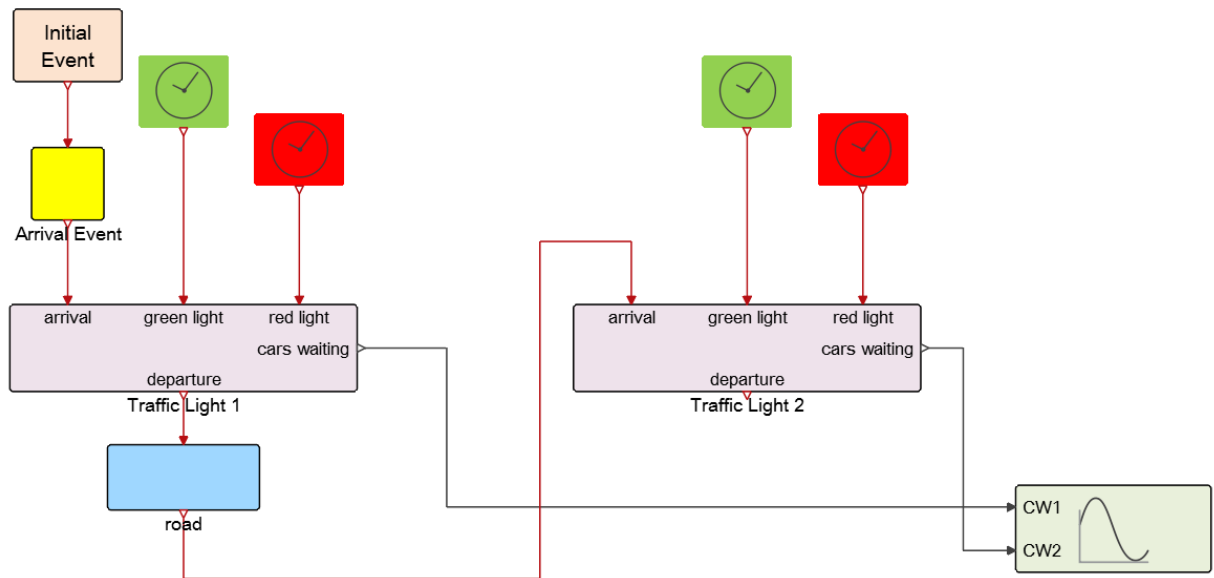 Initial
Event
Arrival Event
arrival
green light
red light
cars waiting
departure
Traffic Light 1
road
arrival
green light
red light
cars waiting
departure
Traffic Light 2
CW1
CW2